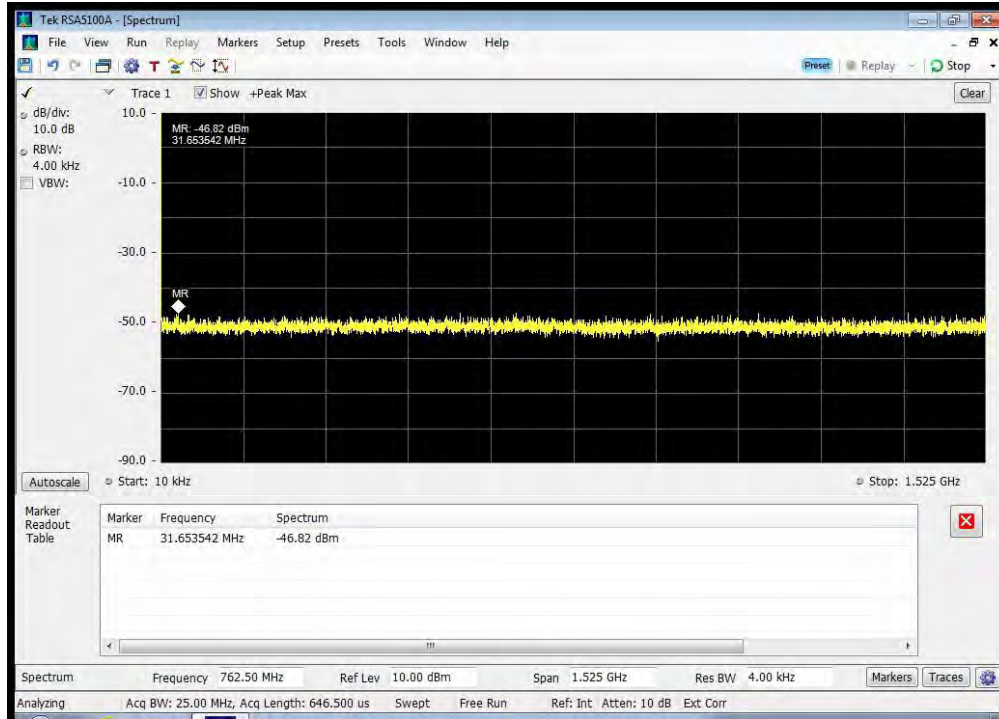 Tek RSA5100A - [Spectrum]
File View Run Replay Markers Setup Presets Tools Window Help
T
Preset Replay Stop
Trace 1 Show +Peak Max Clear
dB/div:
10.0 dB
RBW:
4.00 kHz
VBW:
10.0
-10.0
-30.0
-50.0
-70.0
-90.0
MR: -46.82 dBm
31.653542 MHz
MR
Autoscale Start: 10 kHz Stop: 1.525 GHz
Marker
Readout
Table
Marker Frequency Spectrum
MR 31.653542 MHz -46.82 dBm
Spectrum Frequency 762.50 MHz Ref Lev 10.00 dBm Span 1.525 GHz Res BW 4.00 kHz Markers Traces
Analyzing Acq BW: 25.00 MHz, Acq Length: 646.500 us Swept Free Run Ref: Int Atten: 10 dB Ext Corr